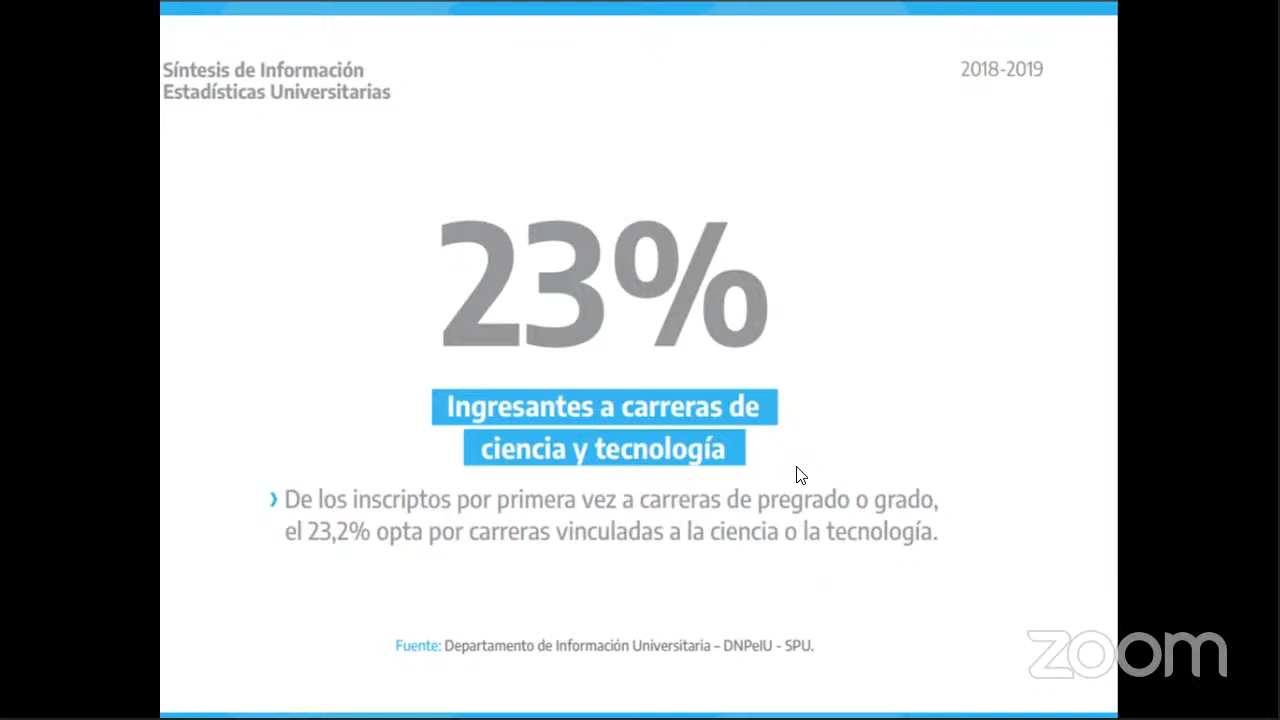 Síntesis de Información
Estadísticas Universitarias
2018-2019
23%
Ingresantes a carreras de
ciencia y tecnología
› De los inscriptos por primera vez a carreras de pregrado o grado,
el 23,2% opta por carreras vinculadas a la ciencia o la tecnología.
Fuente: Departamento de Información Universitaria – DNPeIU - SPU.
zoom